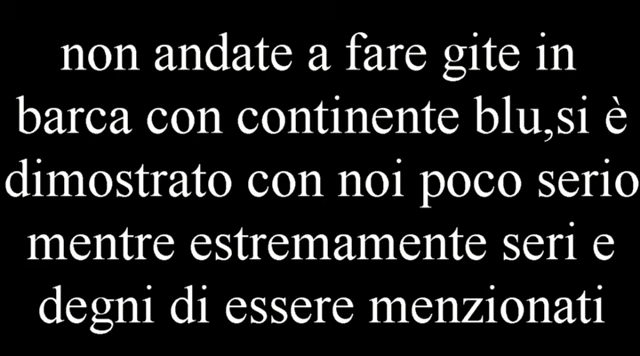 non andate a fare gite in
barca con continente blu,si è
dimostrato con noi poco serio
mentre estremamente seri e
degni di essere menzionati